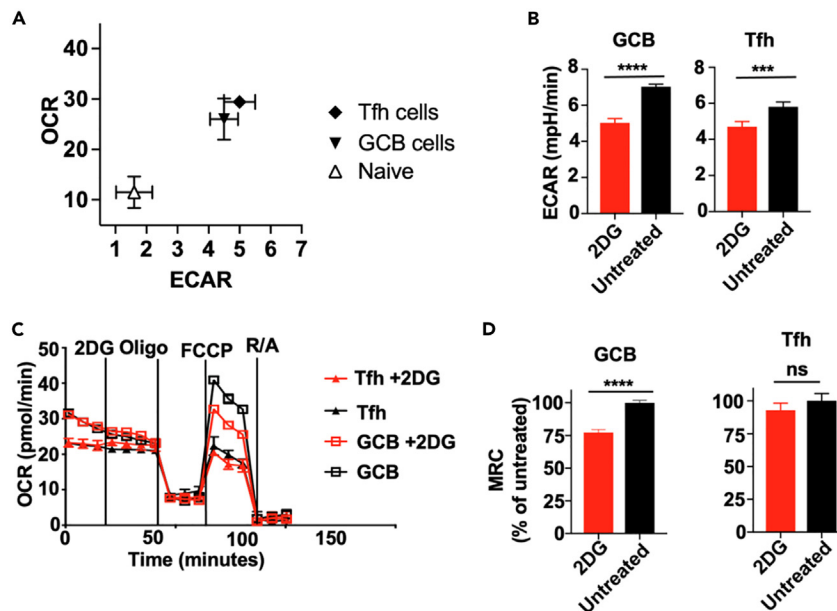 A
OCR
40
30
20
10
1 2 3 4 5 6 7
ECAR
Tfh cells
GCB cells
Naive
B
GCB
Tfh
ECAR (mpH/min)
8
6
4
2
0
****
2DG
Untreated
8
6
4
2
0
***
2DG
Untreated
C
2DG Oligo FCCP R/A
OCR (pmol/min)
50
40
30
20
10
0
0 50 100 150
Time (minutes)
Tfh +2DG
Tfh
GCB +2DG
GCB
D
GCB
Tfh
MRC
(% of untreated)
100
75
50
25
0
****
2DG
Untreated
100
75
50
25
0
ns
2DG
Untreated